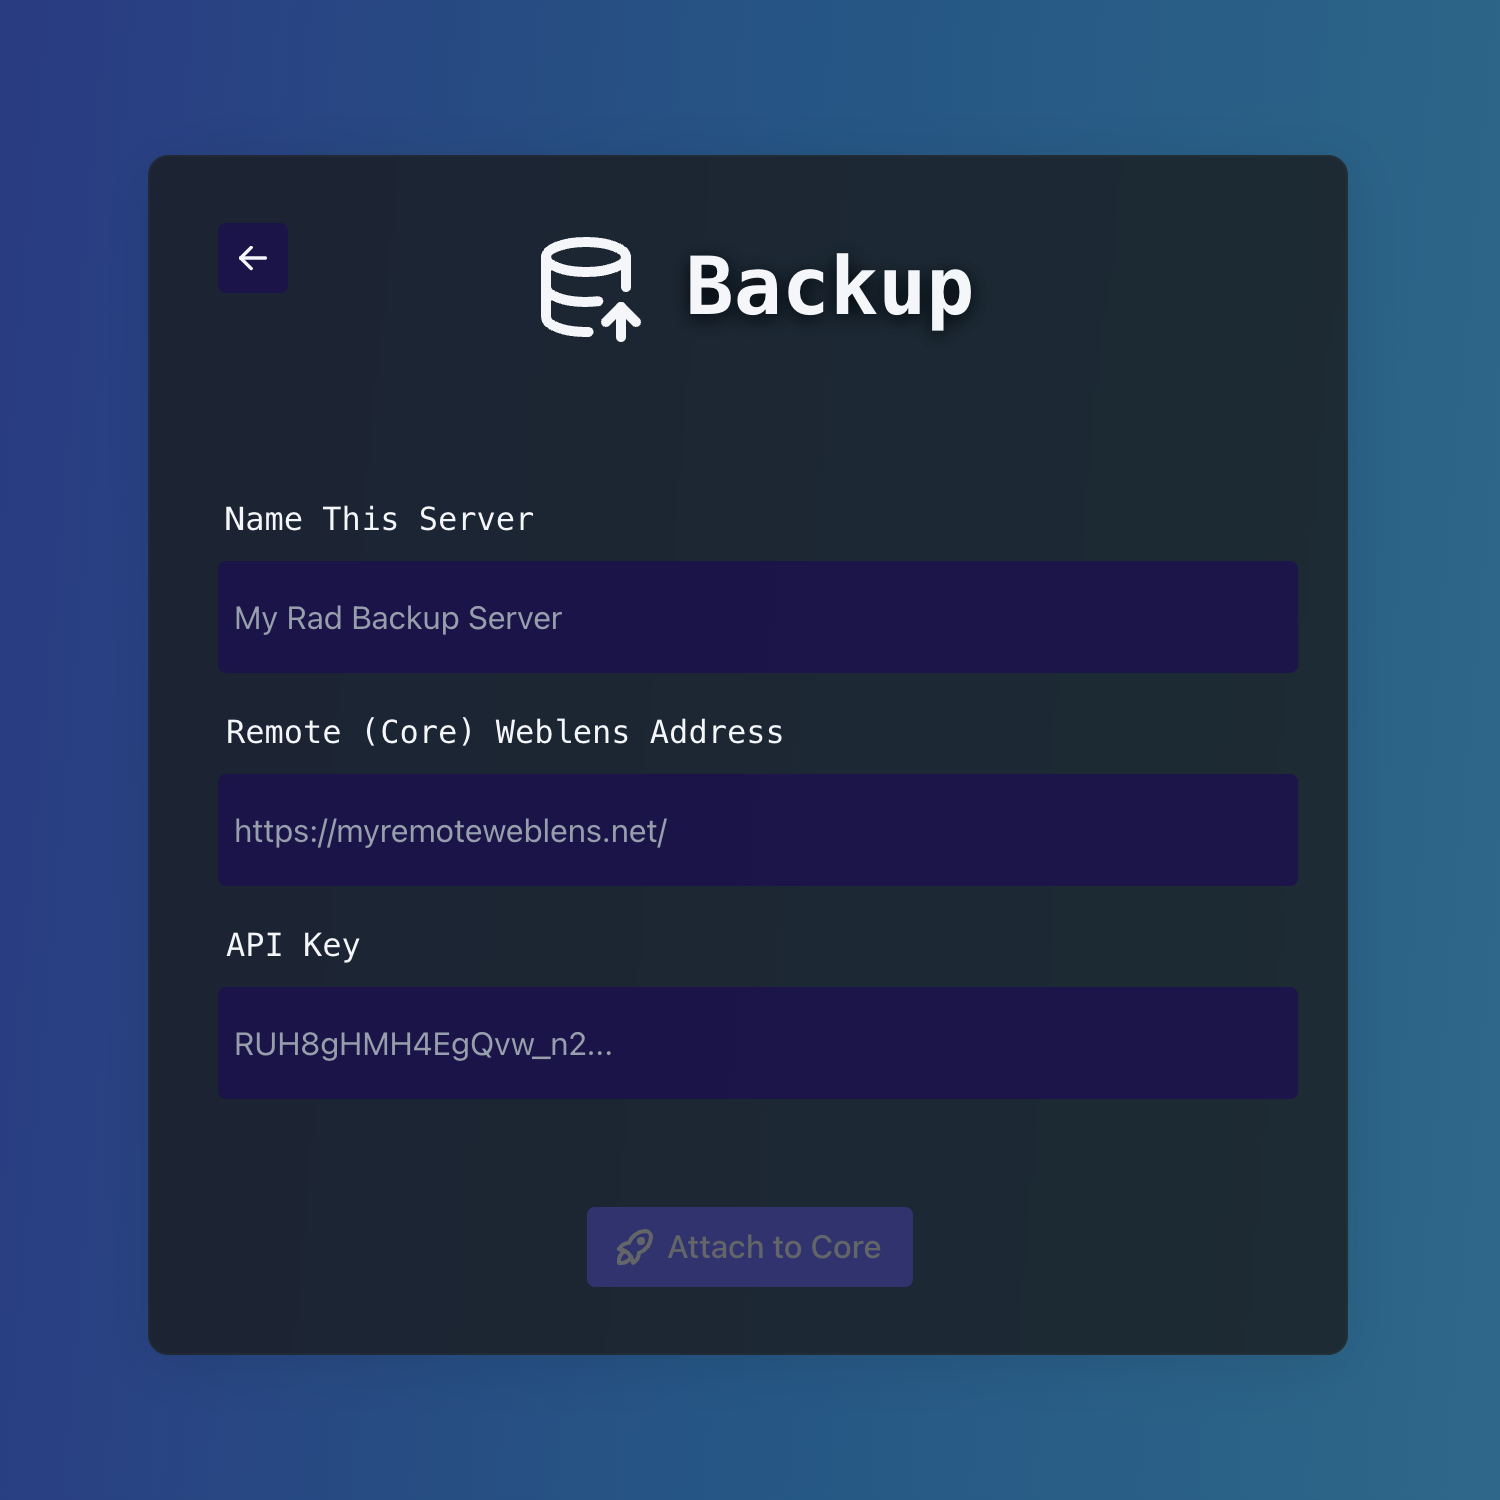 Backup
Name This Server
My Rad Backup Server
Remote (Core) Weblens Address
https://myremoteweblens.net/
API Key
RUH8gHMH4EgQvw_n2...
Attach to Core